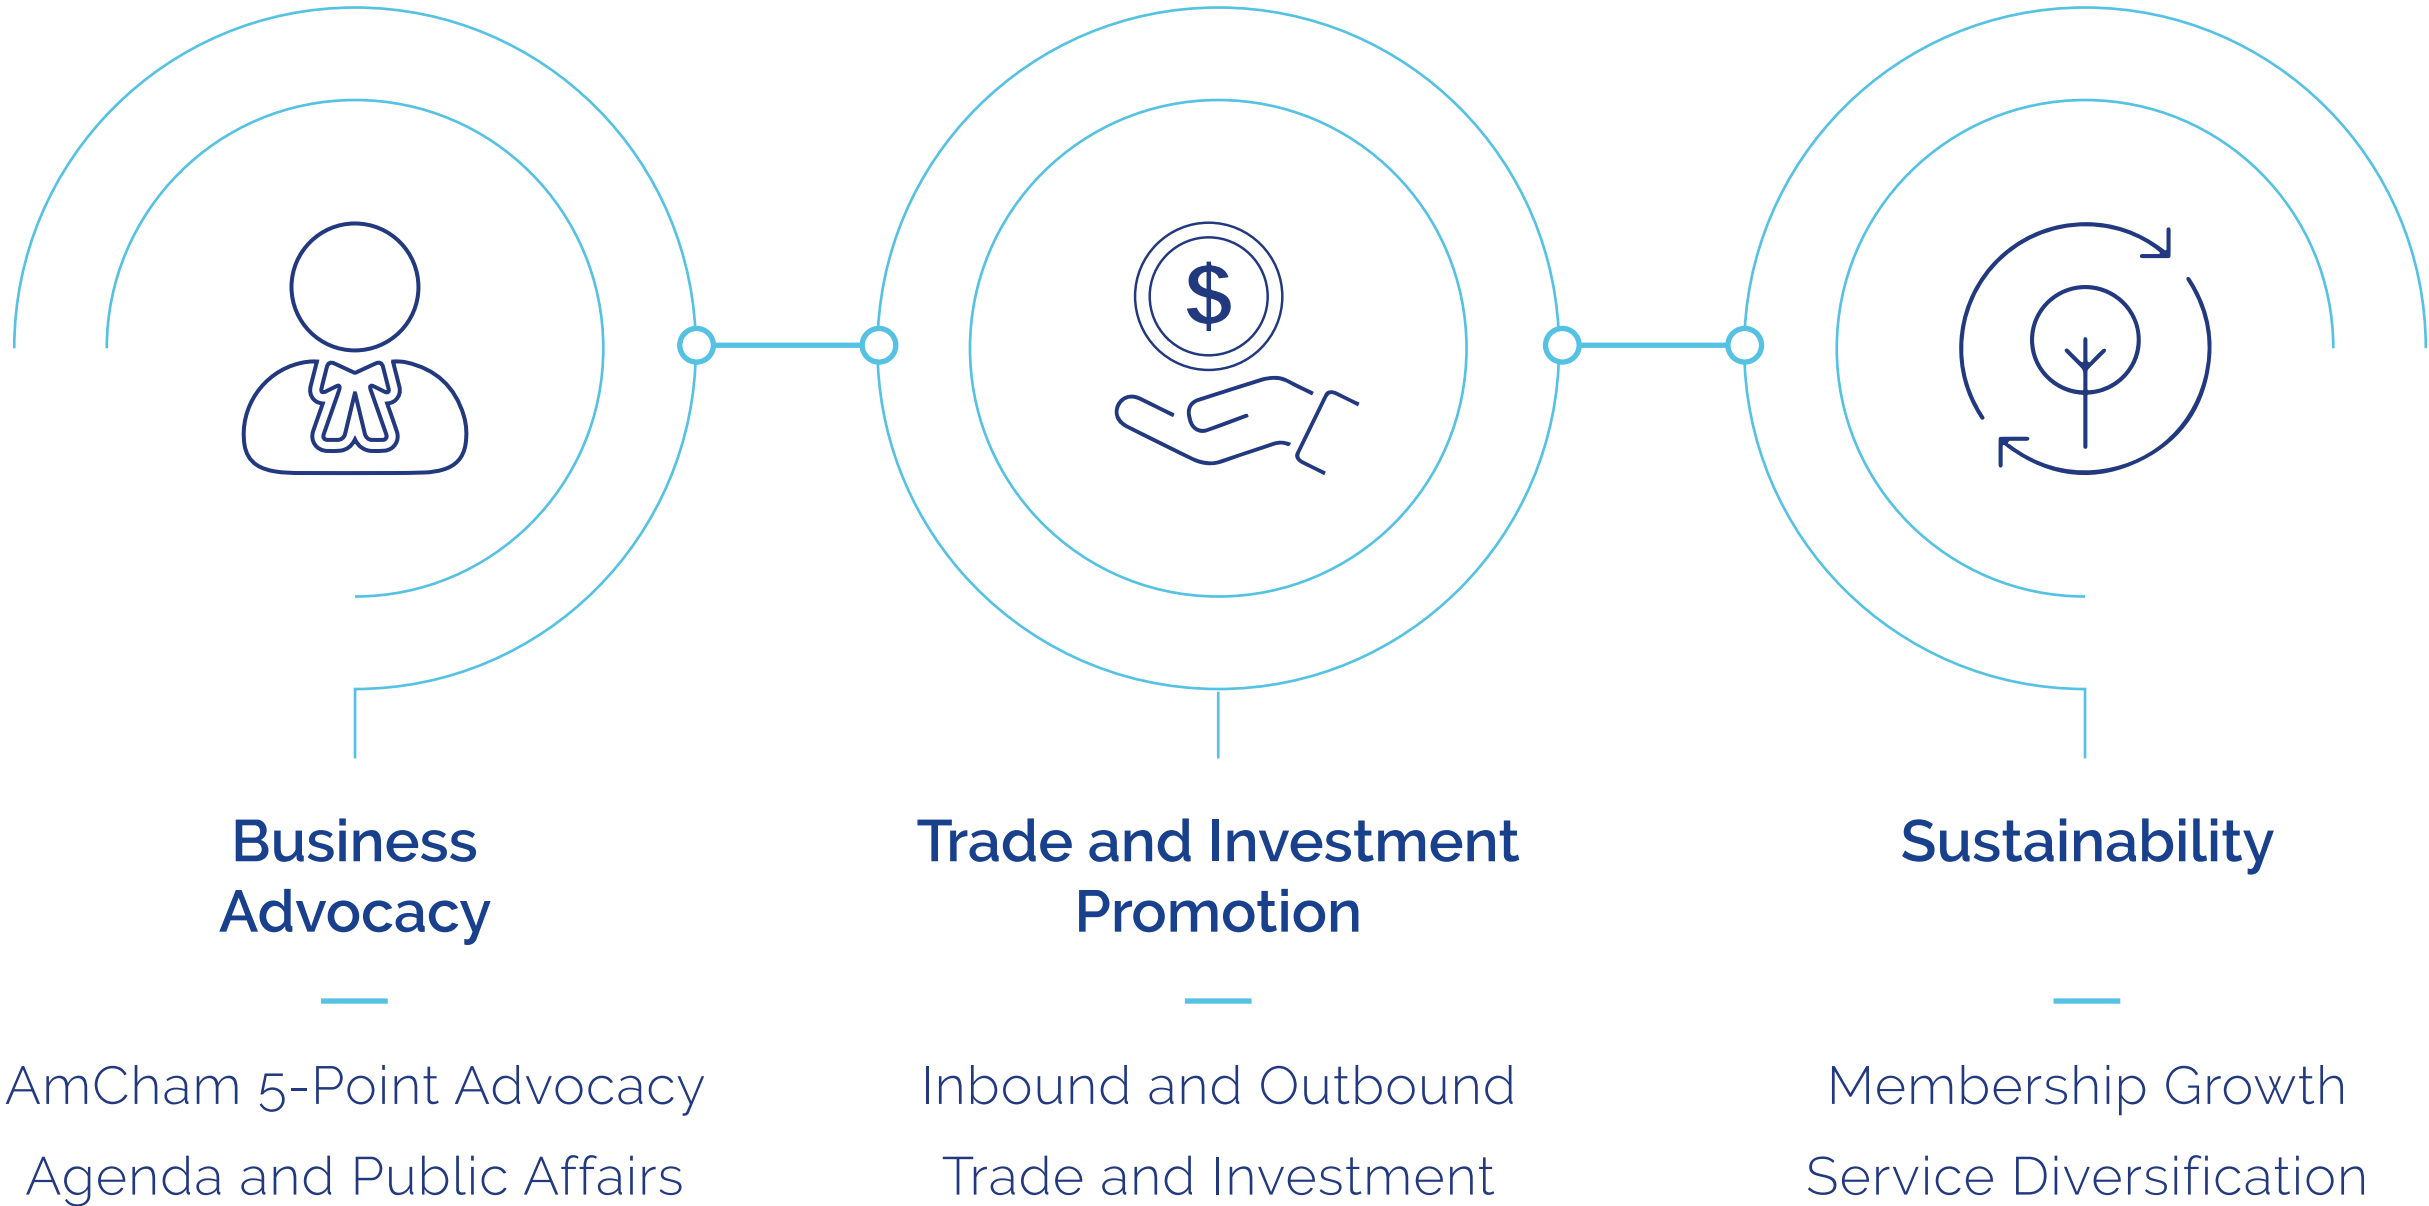 $
Business
Advocacy
AmCham 5-Point Advocacy
Agenda and Public Affairs
Trade and Investment
Promotion
Inbound and Outbound
Trade and Investment
Sustainability
Membership Growth
Service Diversification